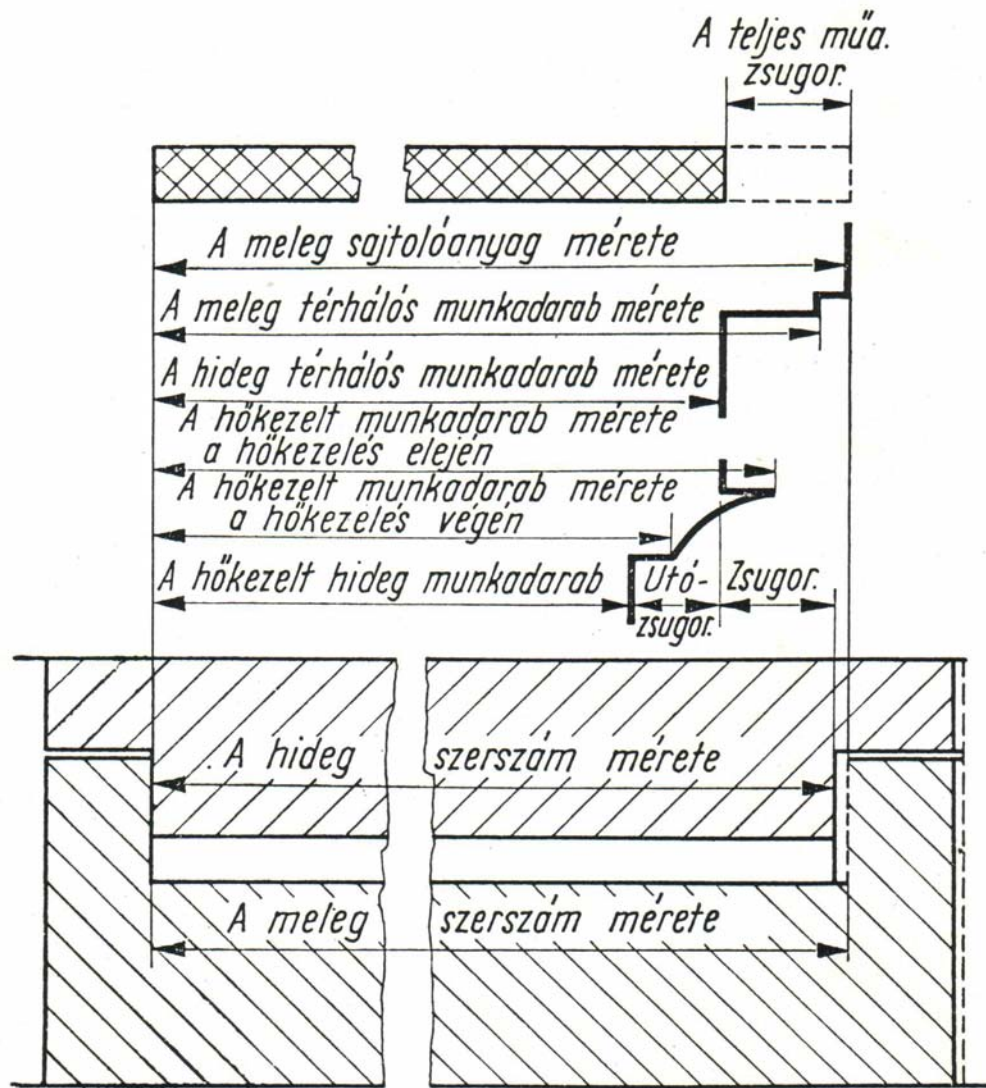 A teljes műa.
zsugor.
A meleg sajtolóanyag mérete
A meleg térhálós munkadarab mérete
A hideg térhálós munkadarab mérete
A hőkezelt munkadarab mérete
a hőkezelés elején
A hőkezelt munkadarab mérete
a hőkezelés végén
A hőkezelt hideg munkadarab
Utó-
zsugor.
Zsugor.
A hideg szerszám mérete
A meleg szerszám mérete